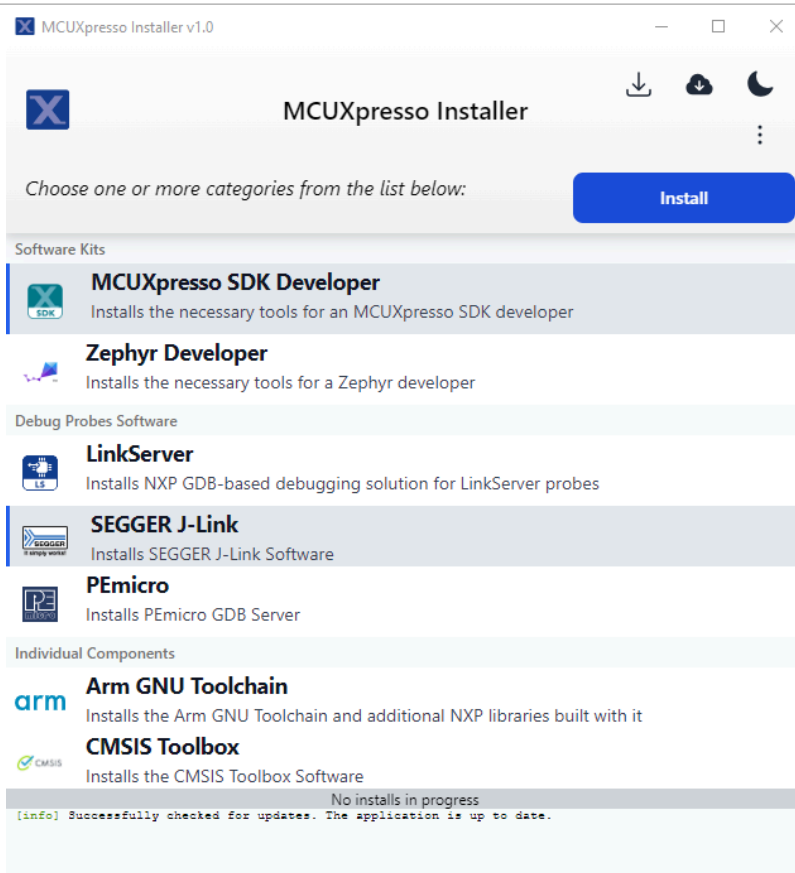 MCUXpresso Installer v1.0
MCUXpresso Installer
Choose one or more categories from the list below:
Install
Software Kits
MCUXpresso SDK Developer
SDK
Installs the necessary tools for an MCUXpresso SDK developer
Zephyr Developer
Installs the necessary tools for a Zephyr developer
Debug Probes Software
LinkServer
LS
Installs NXP GDB-based debugging solution for LinkServer probes
SEGGER J-Link
SEGGER
It simply works!
Installs SEGGER J-Link Software
PEmicro
PE
micro
Installs PEmicro GDB Server
Individual Components
Arm GNU Toolchain
arm
Installs the Arm GNU Toolchain and additional NXP libraries built with it
CMSIS Toolbox
CMSIS
Installs the CMSIS Toolbox Software
No installs in progress
[info] Successfully checked for updates. The application is up to date.